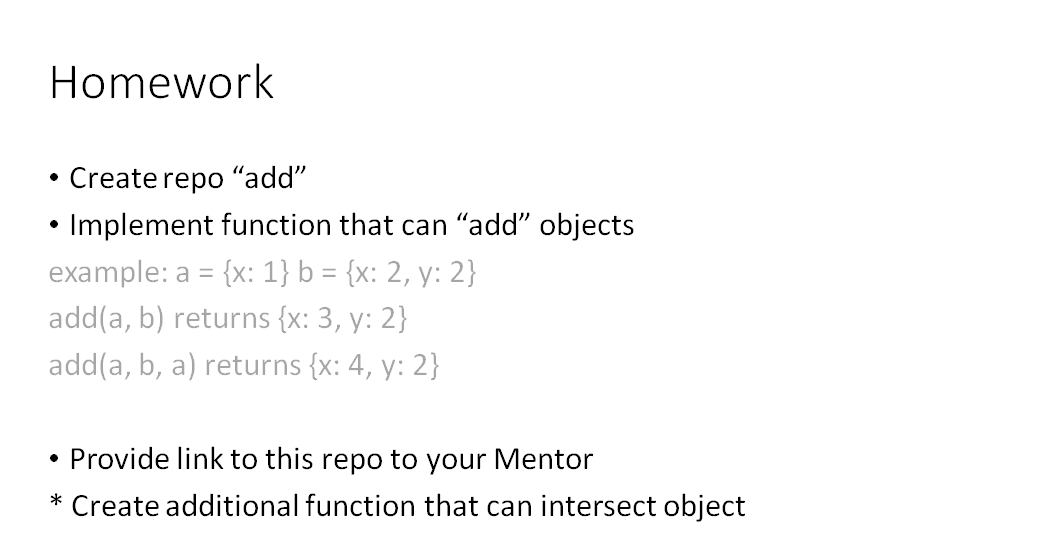 Homework
• Create repo “add”
• Implement function that can “add” objects
example: a = {x: 1} b = {x: 2, y: 2}
add(a, b) returns {x: 3, y: 2}
add(a, b, a) returns {x: 4, y: 2}
• Provide link to this repo to your Mentor
* Create additional function that can intersect object